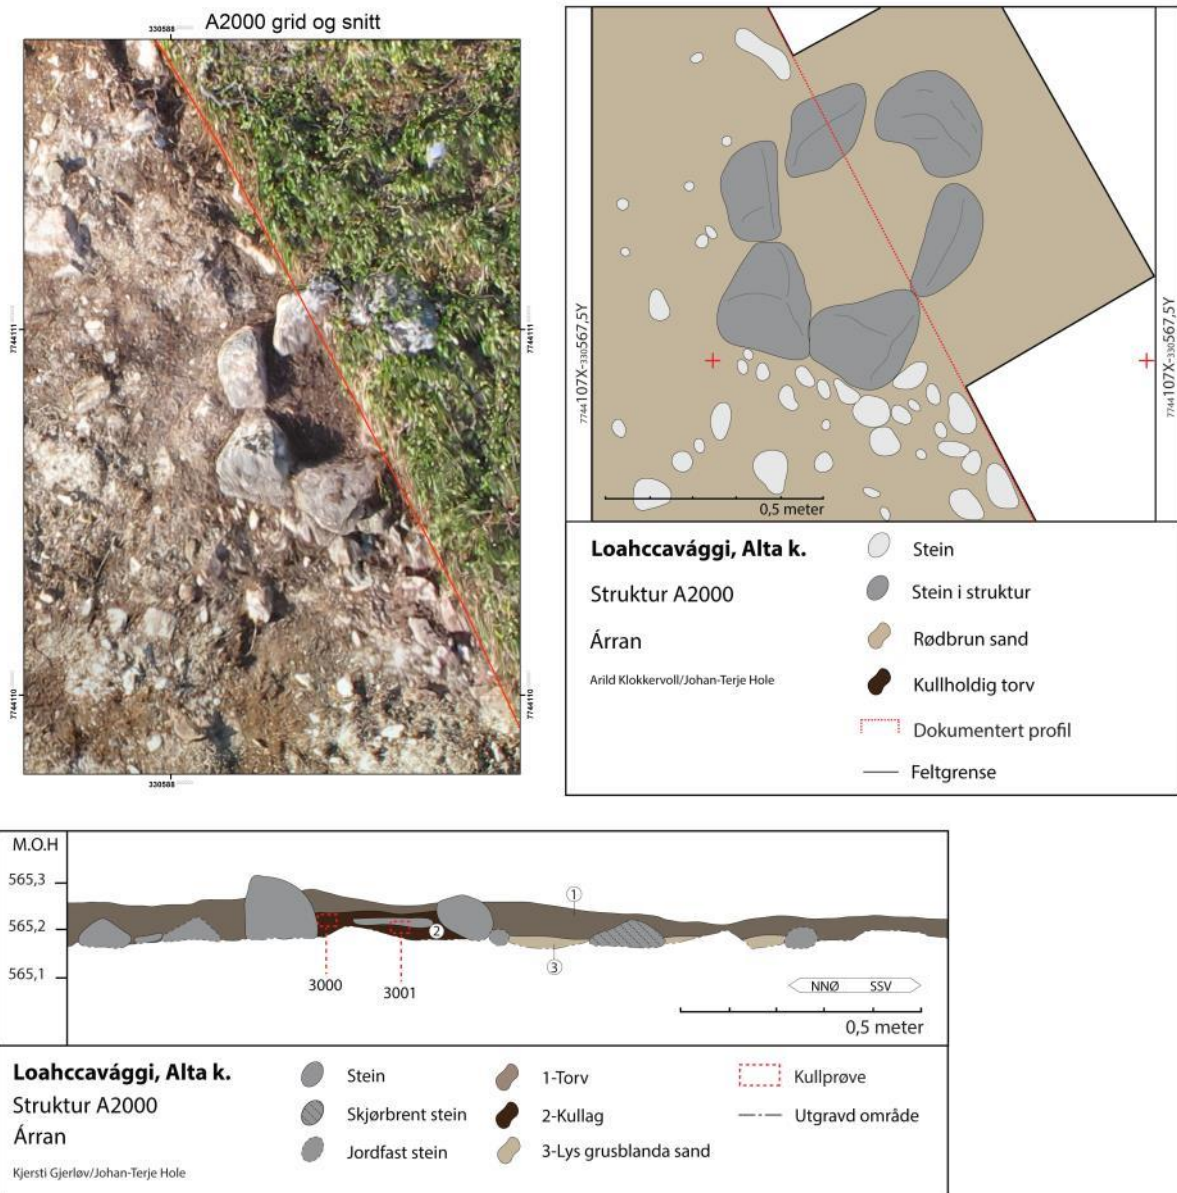 A2000 grid og snitt
330588
7744111
7744111
7744110
7744110
330588
7744107X-330567,5Y
7744107X-330567,5Y
0,5 meter
Loahccavággi, Alta k.
Struktur A2000
Árran
Arild Klokkervoll/Johan-Terje Hole
Stein
Stein i struktur
Rødbrun sand
Kullholdig torv
Dokumentert profil
Feltgrense
M.O.H
565,3
565,2
565,1
1
2
3
3000
3001
NNØ SSV
0,5 meter
Loahccavággi, Alta k.
Struktur A2000
Árran
Kjersti Gjerløv/Johan-Terje Hole
Stein
Skjørbrent stein
Jordfast stein
1-Torv
2-Kullag
3-Lys grusblanda sand
Kullprøve
Utgravd område